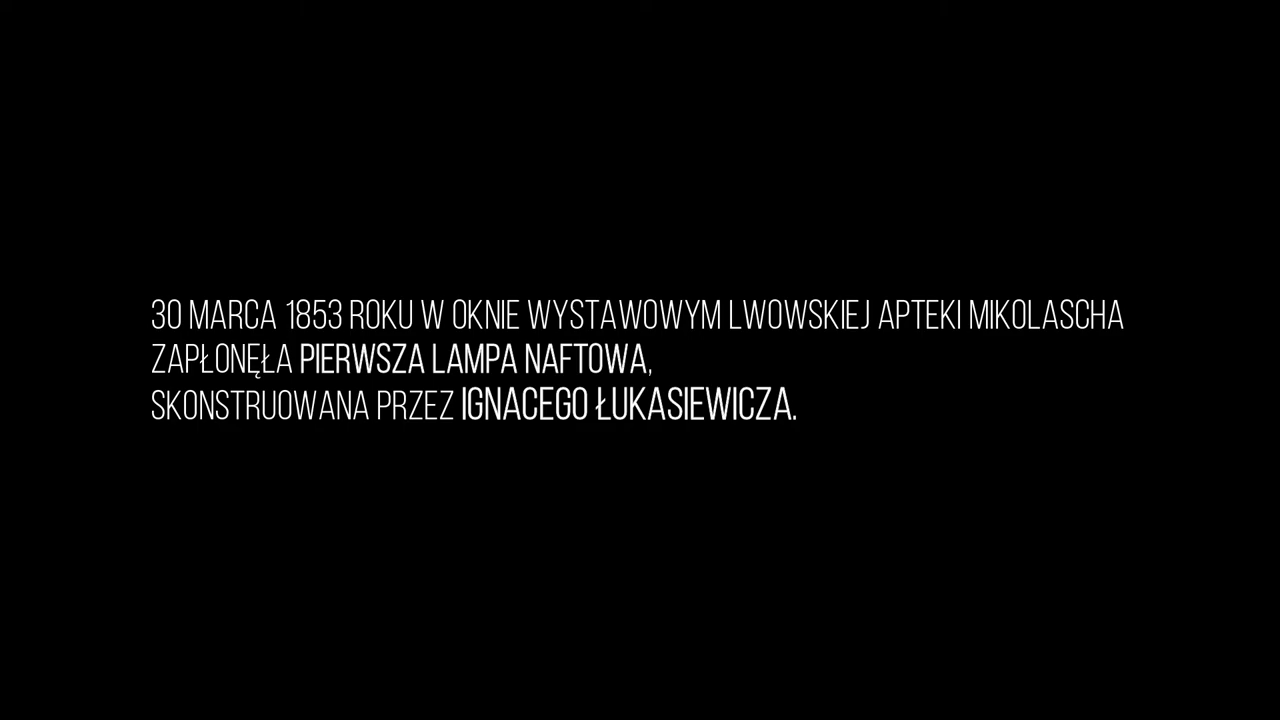 30 MARCA 1853 ROKU W OKNIE WYSTAWOWYM LWOWSKIEJ APTEKI MIKOLASCHA
ZAPŁONĘŁA PIERWSZA LAMPA NAFTOWA,
SKONSTRUOWANA PRZEZ IGNACEGO ŁUKASIEWICZA.